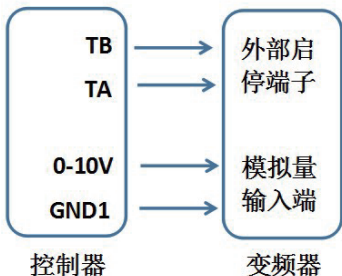 TB
TA
0-10V
GND1
控制器
外部启
停端子
模拟量
输入端
变频器